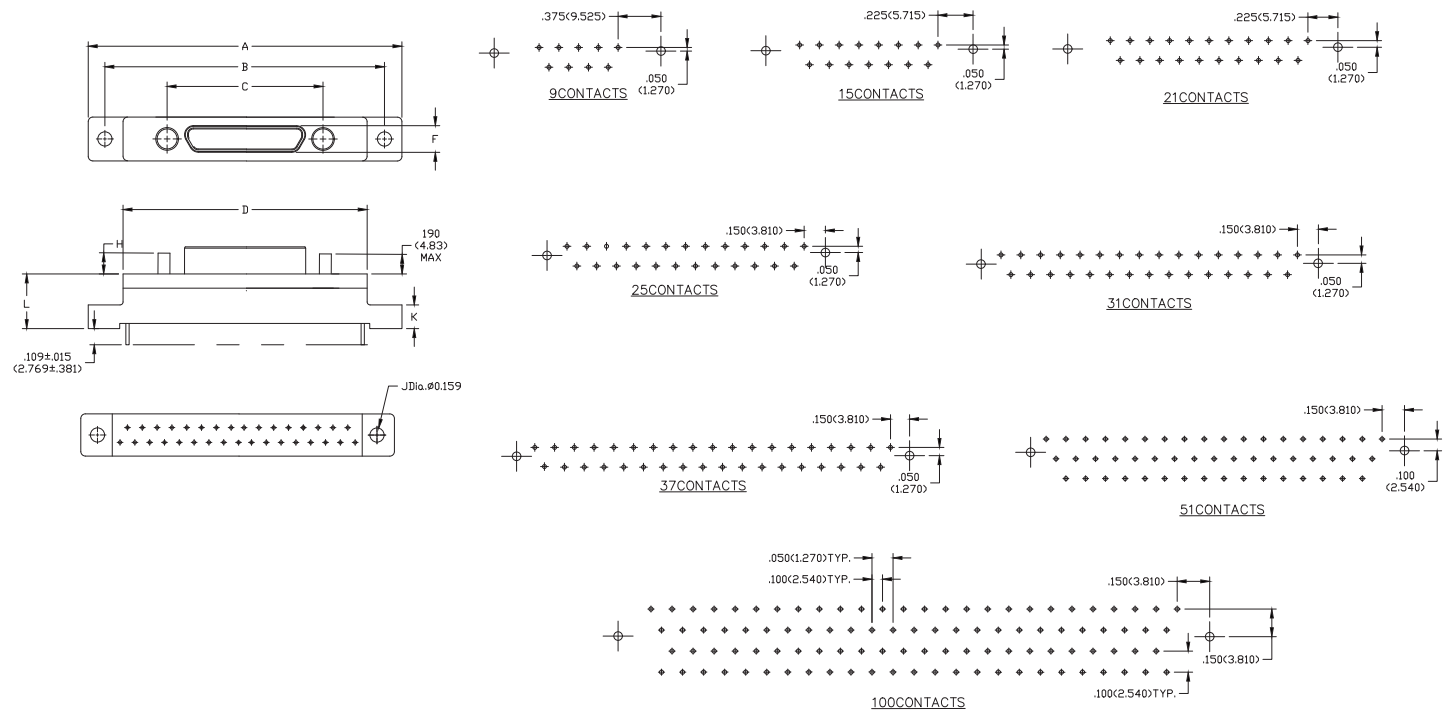 A
B
C
F
.375(9.525)
.050
(1.270)
9CONTACTS
.225(5.715)
.050
(1.270)
15CONTACTS
.225(5.715)
.050
(1.270)
21CONTACTS
D
H
190
(4.83)
MAX
L
K
.109±.015
(2.769±.381)
.150(3.810)
.050
(1.270)
25CONTACTS
.150(3.810)
.050
(1.270)
31CONTACTS
JDia.ø0.159
.150(3.810)
.050
(1.270)
37CONTACTS
.150(3.810)
.100
(2.540)
51CONTACTS
.050(1.270)TYP.
.100(2.540)TYP.
.150(3.810)
.150(3.810)
.100(2.540)TYP.
100CONTACTS